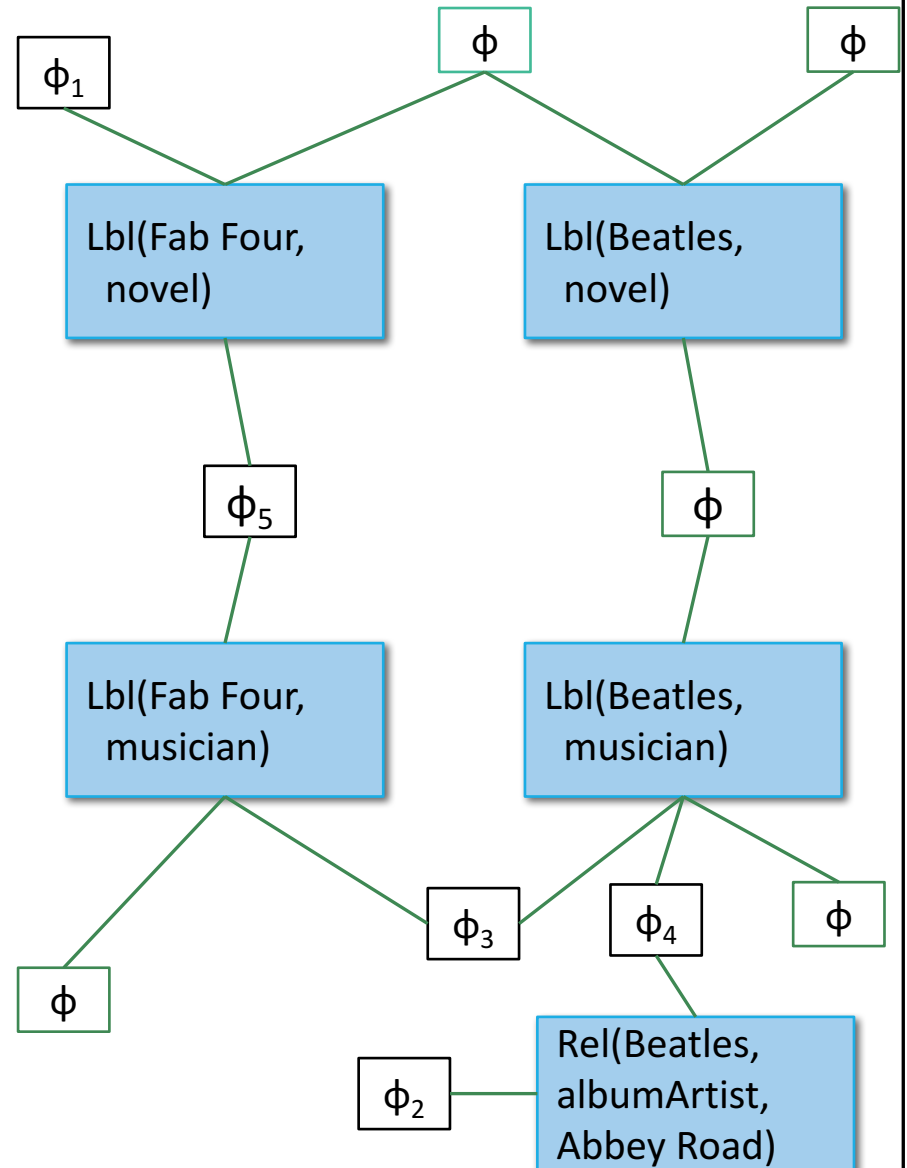 ϕ₁
ϕ
ϕ
Lbl(Fab Four,
novel)
Lbl(Beatles,
novel)
ϕ₅
ϕ
Lbl(Fab Four,
musician)
Lbl(Beatles,
musician)
ϕ₃
ϕ₄
ϕ
ϕ
ϕ₂
Rel(Beatles,
albumArtist,
Abbey Road)